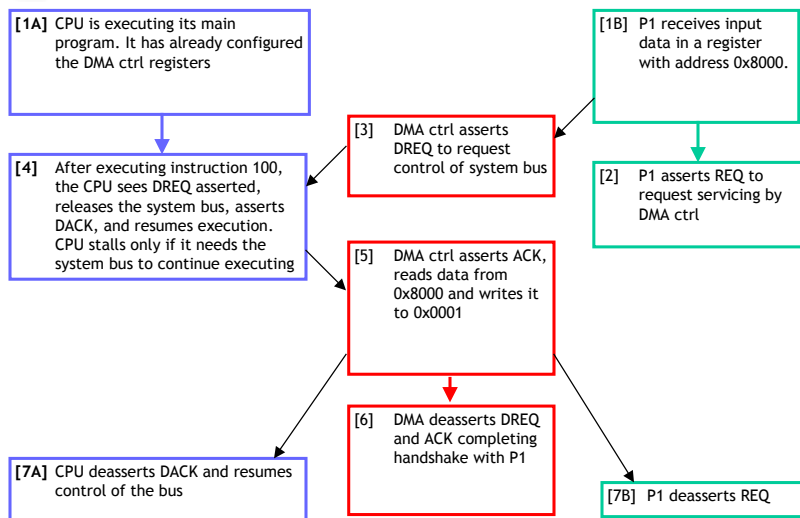 [1A] CPU is executing its main
program. It has already configured
the DMA ctrl registers
[1B] P1 receives input
data in a register
with address 0x8000.
[3] DMA ctrl asserts
DREQ to request
control of system bus
[4] After executing instruction 100,
the CPU sees DREQ asserted,
releases the system bus, asserts
DACK, and resumes execution.
CPU stalls only if it needs the
system bus to continue executing
[2] P1 asserts REQ to
request servicing by
DMA ctrl
[5] DMA ctrl asserts ACK,
reads data from
0x8000 and writes it
to 0x0001
[6] DMA deasserts DREQ
and ACK completing
handshake with P1
[7A] CPU deasserts DACK and resumes
control of the bus
[7B] P1 deasserts REQ